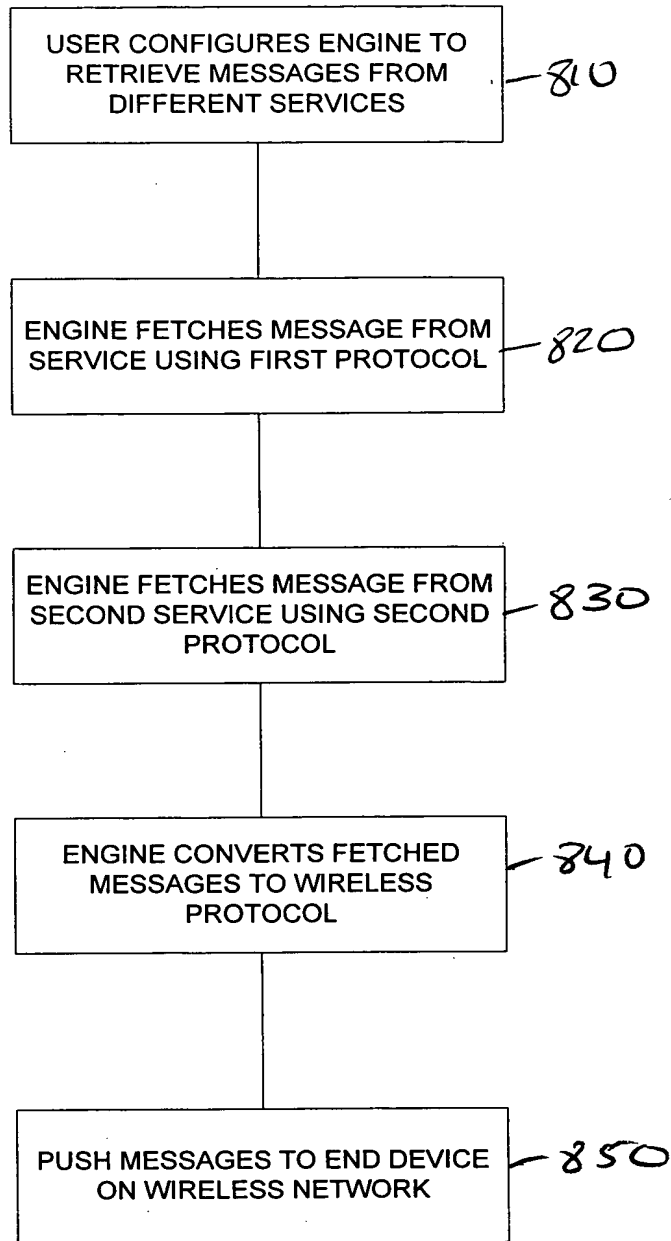 USER CONFIGURES ENGINE TO
RETRIEVE MESSAGES FROM
DIFFERENT SERVICES
810
ENGINE FETCHES MESSAGE FROM
SERVICE USING FIRST PROTOCOL
820
ENGINE FETCHES MESSAGE FROM
SECOND SERVICE USING SECOND
PROTOCOL
830
ENGINE CONVERTS FETCHED
MESSAGES TO WIRELESS
PROTOCOL
840
PUSH MESSAGES TO END DEVICE
ON WIRELESS NETWORK
850